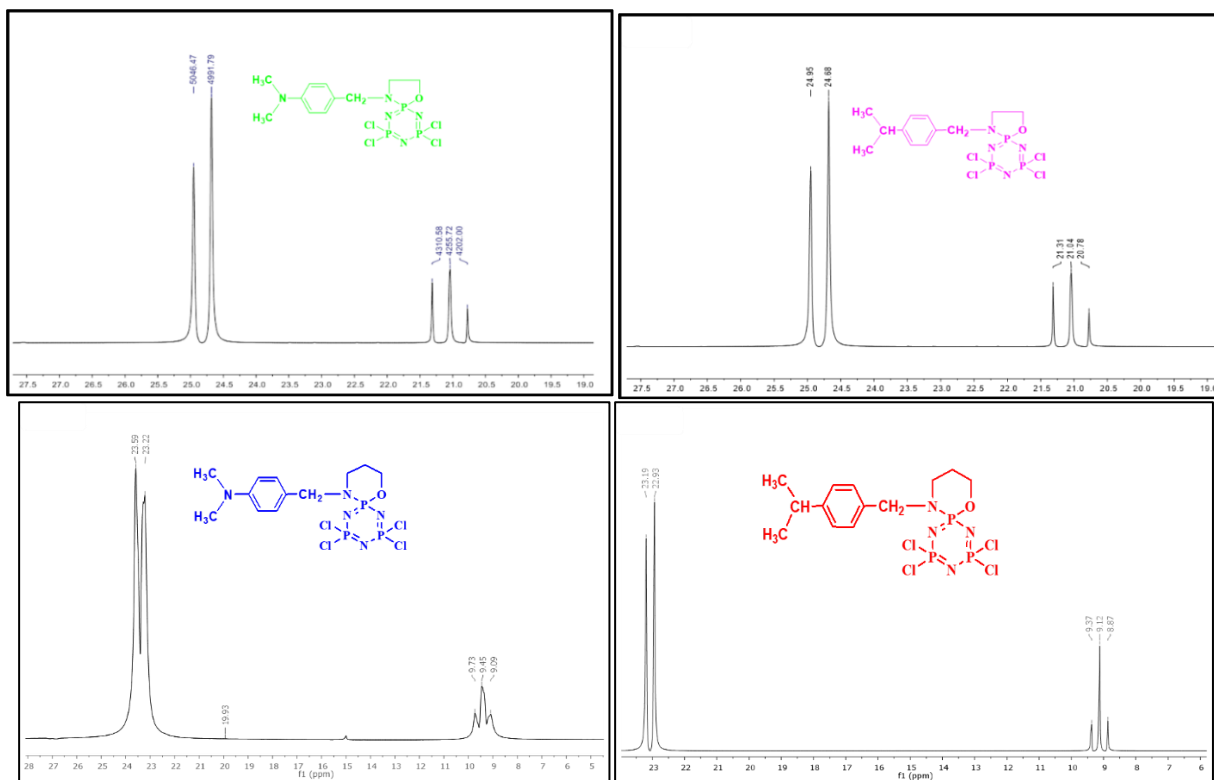 5046.47
4991.79
4310.58
4255.72
4202.00
H₃C
N
H₃C
CH₂
N
O
P
N
N
Cl
P
P
Cl
Cl
N
Cl
27.5 27.0 26.5 26.0 25.5 25.0 24.5 24.0 23.5 23.0 22.5 22.0 21.5 21.0 20.5 20.0 19.5 19.0
24.95
24.68
21.31
21.04
20.78
H₃C
CH
H₃C
CH₂
N
O
P
N
N
Cl
P
P
Cl
Cl
N
Cl
27.5 27.0 26.5 26.0 25.5 25.0 24.5 24.0 23.5 23.0 22.5 22.0 21.5 21.0 20.5 20.0 19.5 19.0
23.59
23.22
19.93
9.73
9.45
9.09
H₃C
N
H₃C
CH₂
N
O
P
N
N
Cl
P
P
Cl
Cl
N
Cl
28 27 26 25 24 23 22 21 20 19 18 17 16 15 14 13 12 11 10 9 8 7 6 5
f1 (ppm)
23.19
22.93
9.37
9.12
8.87
H₃C
CH
H₃C
CH₂
N
O
P
N
N
Cl
P
P
Cl
Cl
N
Cl
23 22 21 20 19 18 17 16 15 14 13 12 11 10 9 8 7 6
f1 (ppm)